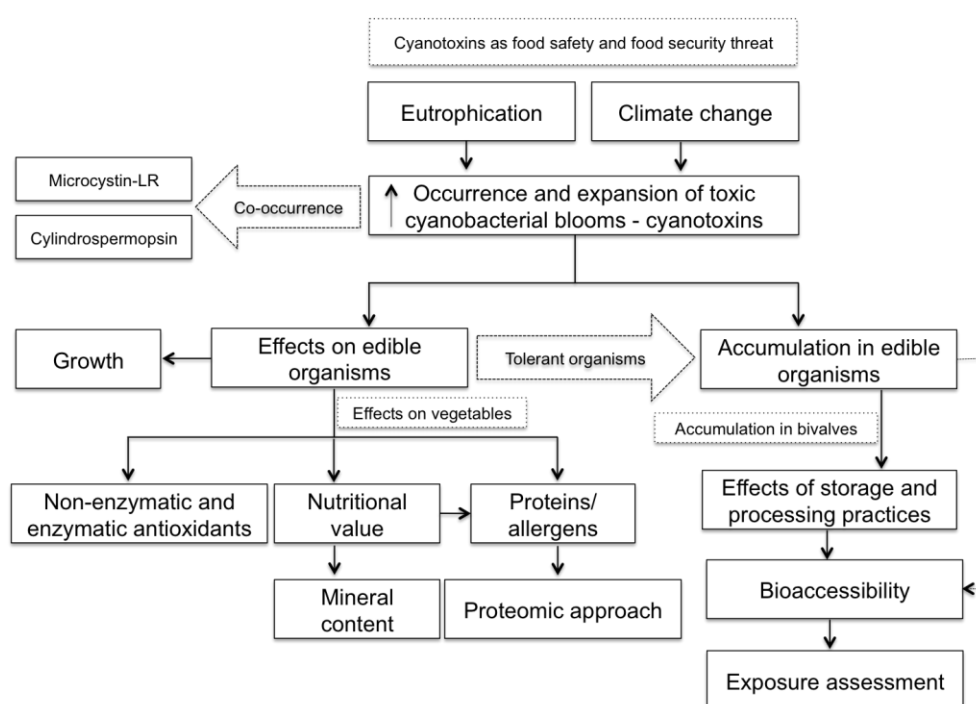 Cyanotoxins as food safety and food security threat
Eutrophication
Climate change
Microcystin-LR
Co-occurrence
Occurrence and expansion of toxic
cyanobacterial blooms - cyanotoxins
Cylindrospermopsin
Growth
Effects on edible
organisms
Tolerant organisms
Accumulation in edible
organisms
Effects on vegetables
Accumulation in bivalves
Non-enzymatic and
enzymatic antioxidants
Nutritional
value
Proteins/
allergens
Effects of storage and
processing practices
Mineral
content
Proteomic approach
Bioaccessibility
Exposure assessment